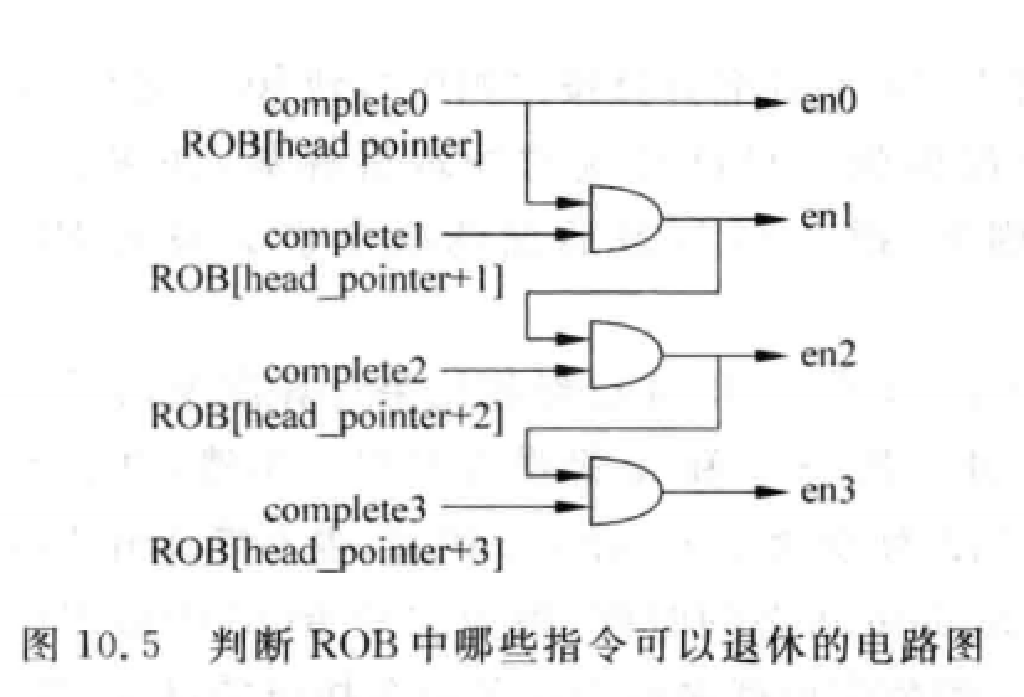 complete0 en0
ROB[head pointer]
en1
complete1
ROB[head_pointer+1]
en2
complete2
ROB[head_pointer+2]
en3
complete3
ROB[head_pointer+3]
图 10.5 判断 ROB 中哪些指令可以退休的电路图